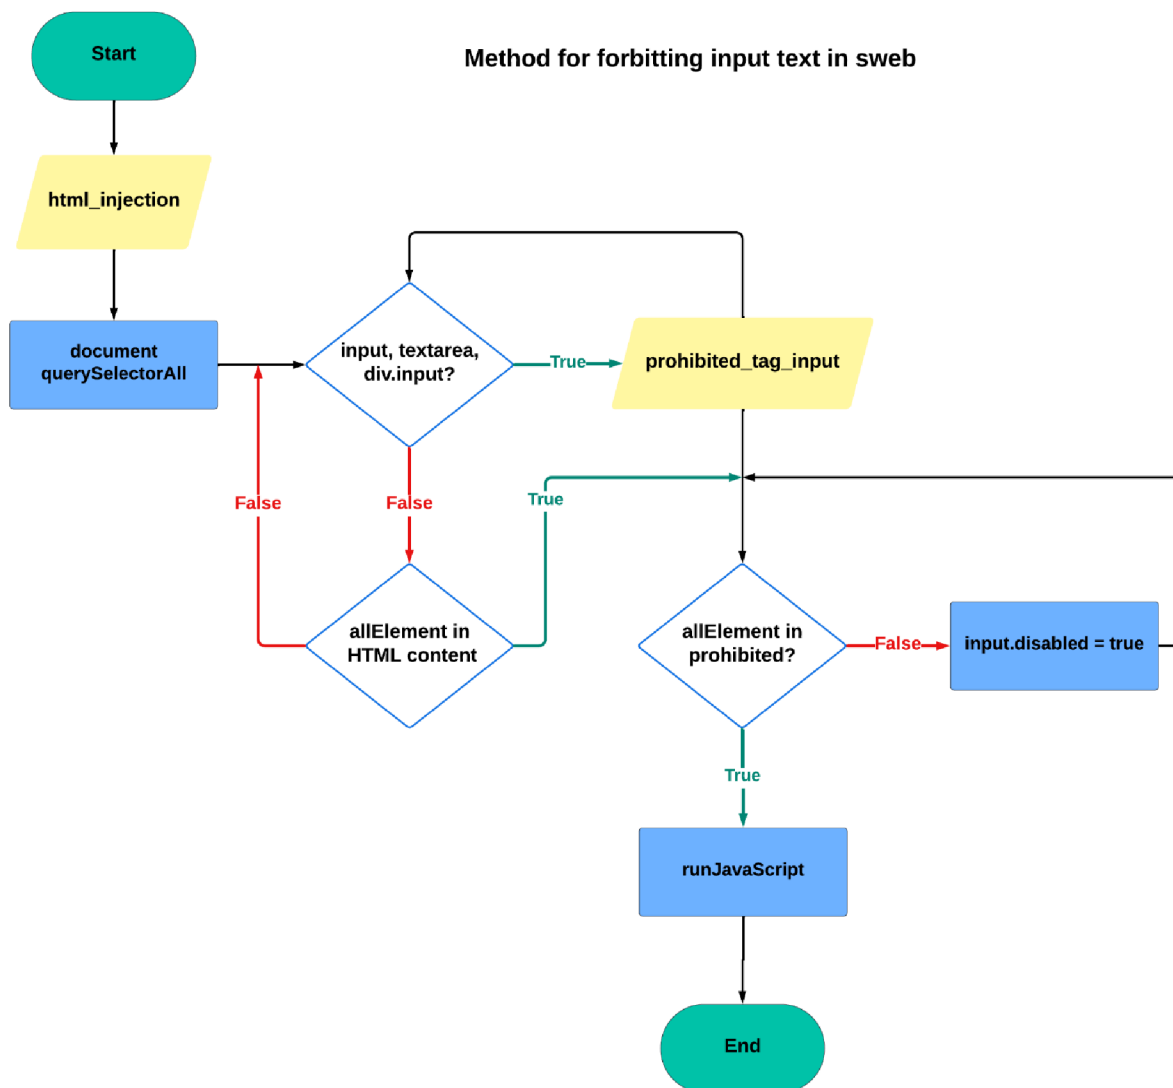 Start
Method for forbitting input text in sweb
html_injection
document
querySelectorAll
input, textarea,
div.input?
True
prohibited_tag_input
False
False
True
allElement in
HTML content
allElement in
prohibited?
False
input.disabled = true
True
runJavaScript
End